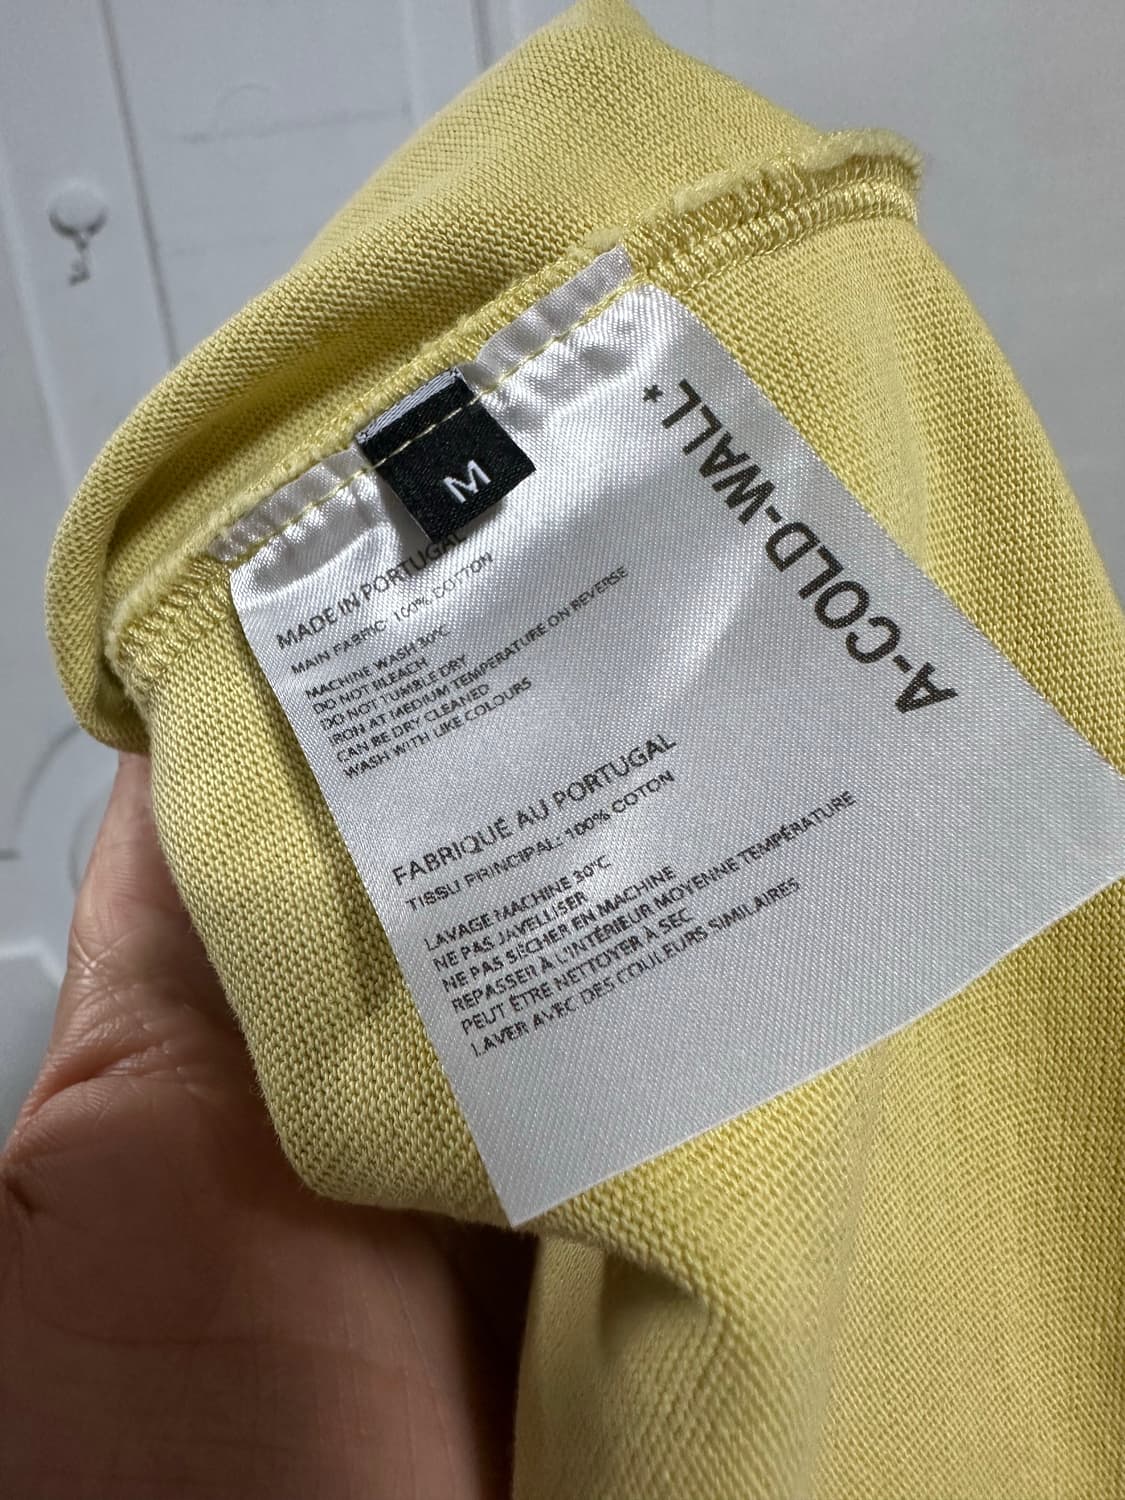 M
MADE IN PORTUGAL
MAIN FABRIC: 100% COTTON
MACHINE WASH 30°C
DO NOT BLEACH
DO NOT TUMBLE DRY
IRON AT MEDIUM TEMPERATURE ON REVERSE
CAN BE DRY CLEANED
WASH WITH LIKE COLOURS
FABRIQUÉ AU PORTUGAL
TISSU PRINCIPAL: 100% COTON
LAVAGE MACHINE 30°C
NE PAS JAVELLISER
NE PAS SÉCHER EN MACHINE
REPASSER À L'INTÉRIEUR MOYENNE TEMPÉRATURE
PEUT ÊTRE NETTOYER À SEC
LAVER AVEC DES COULEURS SIMILAIRES
A-COLD-WALL*